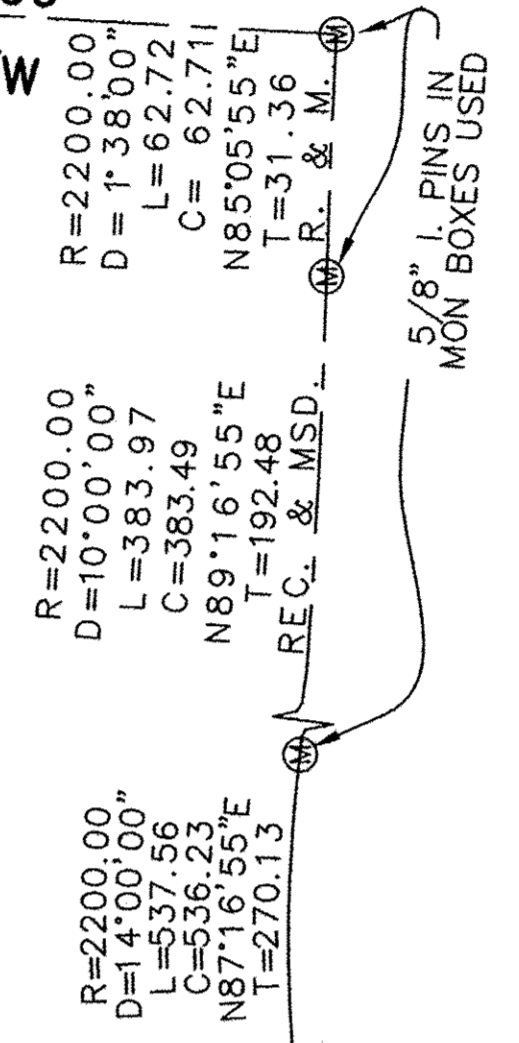 W
R=2200.00
D=1°38'00"
L=62.72
C= 62.71
N85°05'55"E
T=31.36
R. & M.
M
M
5/8" I. PINS IN
MON BOXES USED
R=2200.00
D=10°00'00"
L=383.97
C=383.49
N89°16'55"E
T=192.48
REC. & MSD.
M
R=2200.00
D=14°00'00"
L=537.56
C=536.23
N87°16'55"E
T=270.13